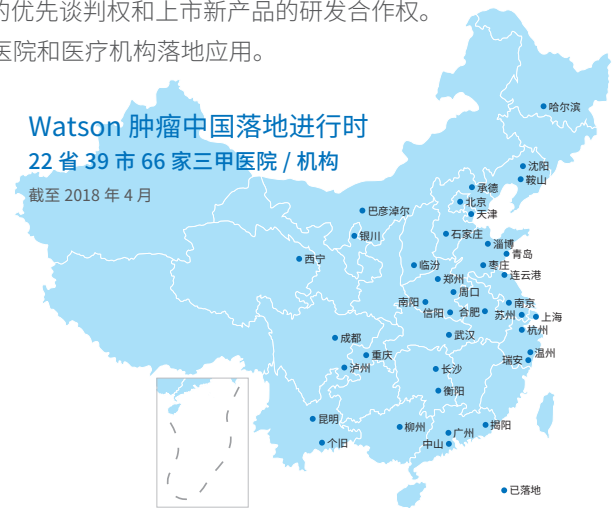 的优先谈判权和上市新产品的研发合作权。
医院和医疗机构落地应用。
Watson 肿瘤中国落地进行时
22 省 39 市 66 家三甲医院 / 机构
截至 2018 年 4 月
哈尔滨
沈阳
鞍山
承德
北京
天津
巴彦淖尔
银川
石家庄
淄博
青岛
西宁
临汾
枣庄
连云港
郑州
周口
南阳
信阳
合肥
南京
苏州
上海
杭州
武汉
成都
重庆
泸州
温州
瑞安
长沙
衡阳
昆明
个旧
柳州
广州
中山
揭阳
已落地